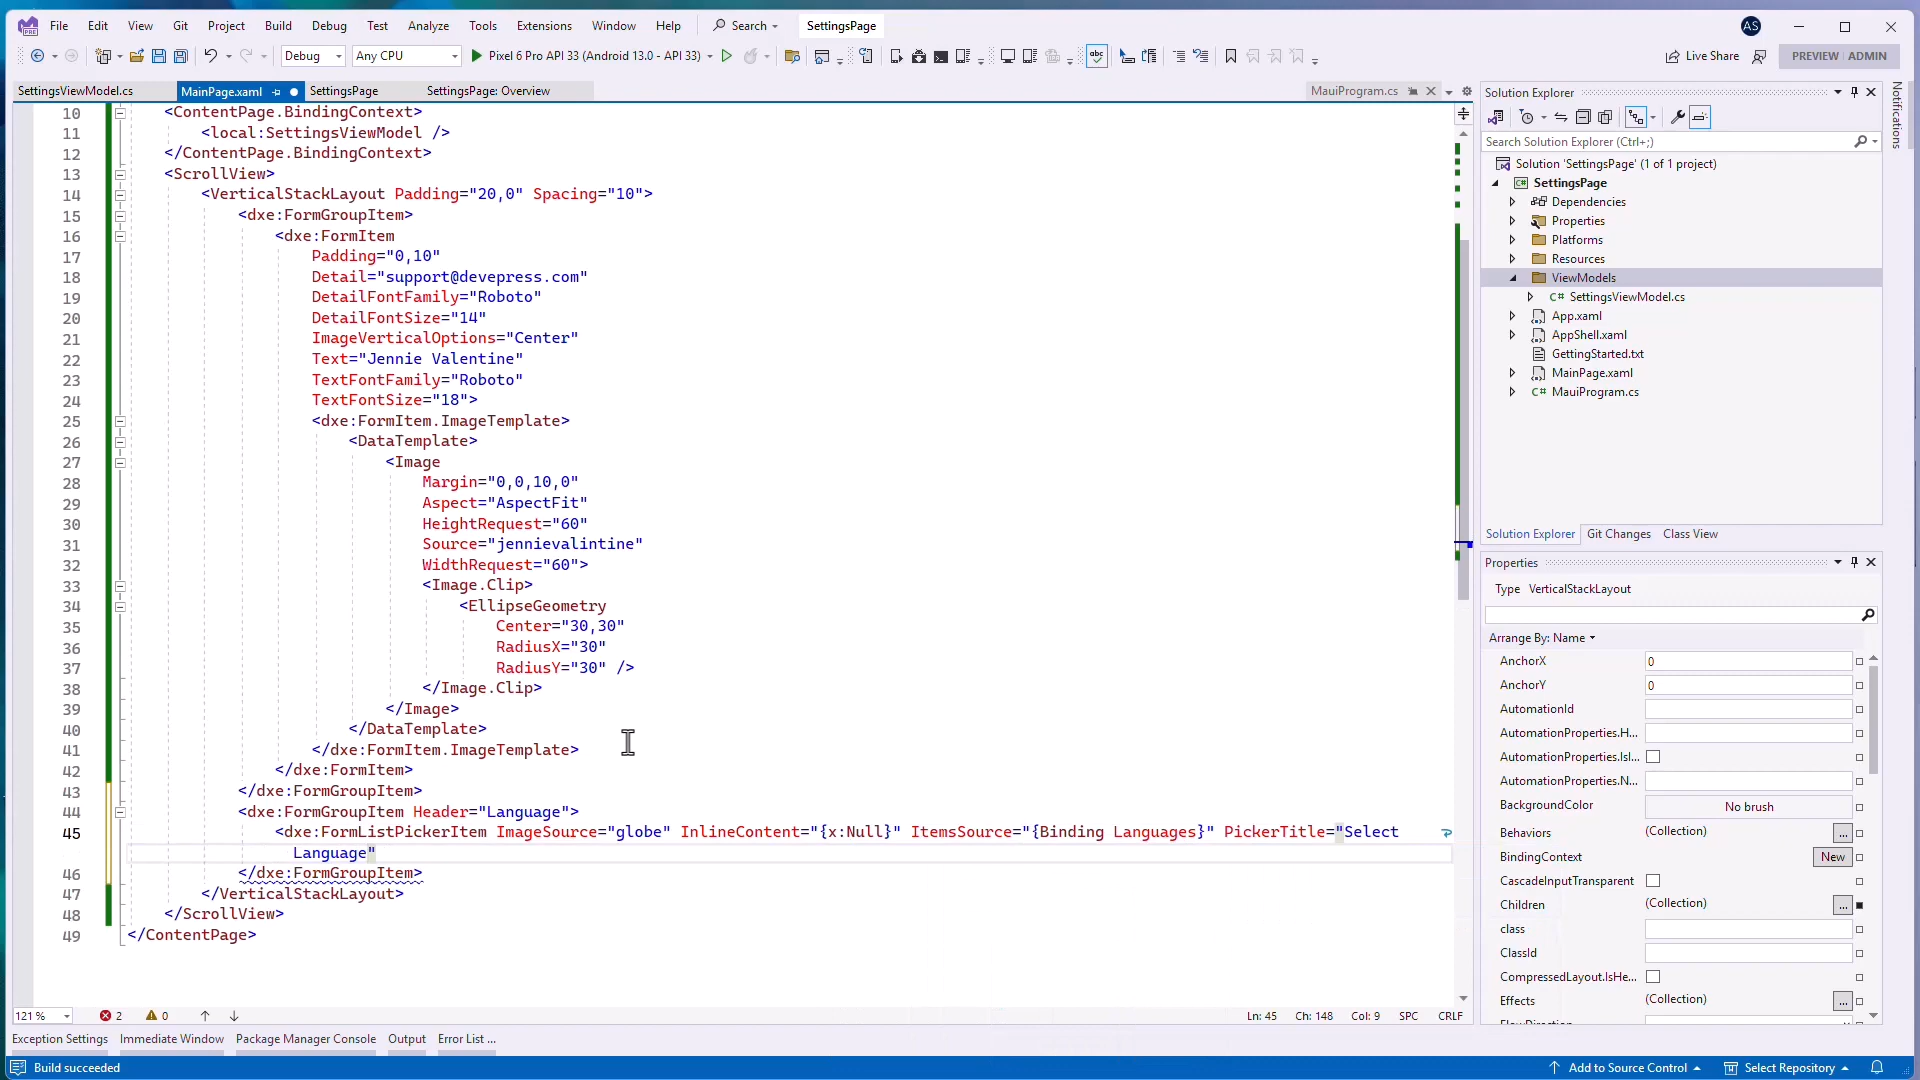 File Edit View Git Project Build Debug Test Analyze Tools Extensions Window Help Search SettingsPage AS
Debug Any CPU Pixel 6 Pro API 33 (Android 13.0 - API 33) Live Share PREVIEW ADMIN
SettingsViewModel.cs MainPage.xaml SettingsPage SettingsPage: Overview MauiProgram.cs
10 <ContentPage.BindingContext>
11 <local:SettingsViewModel />
12 </ContentPage.BindingContext>
13 <ScrollView>
14 <VerticalStackLayout Padding="20,0" Spacing="10">
15 <dxe:FormGroupItem>
16 <dxe:FormItem
17 Padding="0,10"
18 Detail="support@devepress.com"
19 DetailFontFamily="Roboto"
20 DetailFontSize="14"
21 ImageVerticalOptions="Center"
22 Text="Jennie Valentine"
23 TextFontFamily="Roboto"
24 TextFontSize="18">
25 <dxe:FormItem.ImageTemplate>
26 <DataTemplate>
27 <Image
28 Margin="0,0,10,0"
29 Aspect="AspectFit"
30 HeightRequest="60"
31 Source="jennievalintine"
32 WidthRequest="60">
33 <Image.Clip>
34 <EllipseGeometry
35 Center="30,30"
36 RadiusX="30"
37 RadiusY="30" />
38 </Image.Clip>
39 </Image>
40 </DataTemplate>
41 </dxe:FormItem.ImageTemplate>
42 </dxe:FormItem>
43 </dxe:FormGroupItem>
44 <dxe:FormGroupItem Header="Language">
45 <dxe:FormListPickerItem ImageSource="globe" InlineContent="{x:Null}" ItemsSource="{Binding Languages}" PickerTitle="Select
Language"
46 </dxe:FormGroupItem>
47 </VerticalStackLayout>
48 </ScrollView>
49 </ContentPage>
121 % 2 0 Ln: 45 Ch: 148 Col: 9 SPC CRLF
Exception Settings Immediate Window Package Manager Console Output Error List ...
Build succeeded Add to Source Control Select Repository
Solution Explorer
Notifications
Search Solution Explorer (Ctrl+;)
Solution 'SettingsPage' (1 of 1 project)
SettingsPage
Dependencies
Properties
Platforms
Resources
ViewModels
C# SettingsViewModel.cs
App.xaml
AppShell.xaml
GettingStarted.txt
MainPage.xaml
C# MauiProgram.cs
Solution Explorer Git Changes Class View
Properties
Type VerticalStackLayout
Arrange By: Name
AnchorX 0
AnchorY 0
AutomationId
AutomationProperties.H...
AutomationProperties.IsI...
AutomationProperties.N...
BackgroundColor No brush
Behaviors (Collection) ...
BindingContext New
CascadeInputTransparent
Children (Collection) ...
class
ClassId
CompressedLayout.IsHe...
Effects (Collection) ...